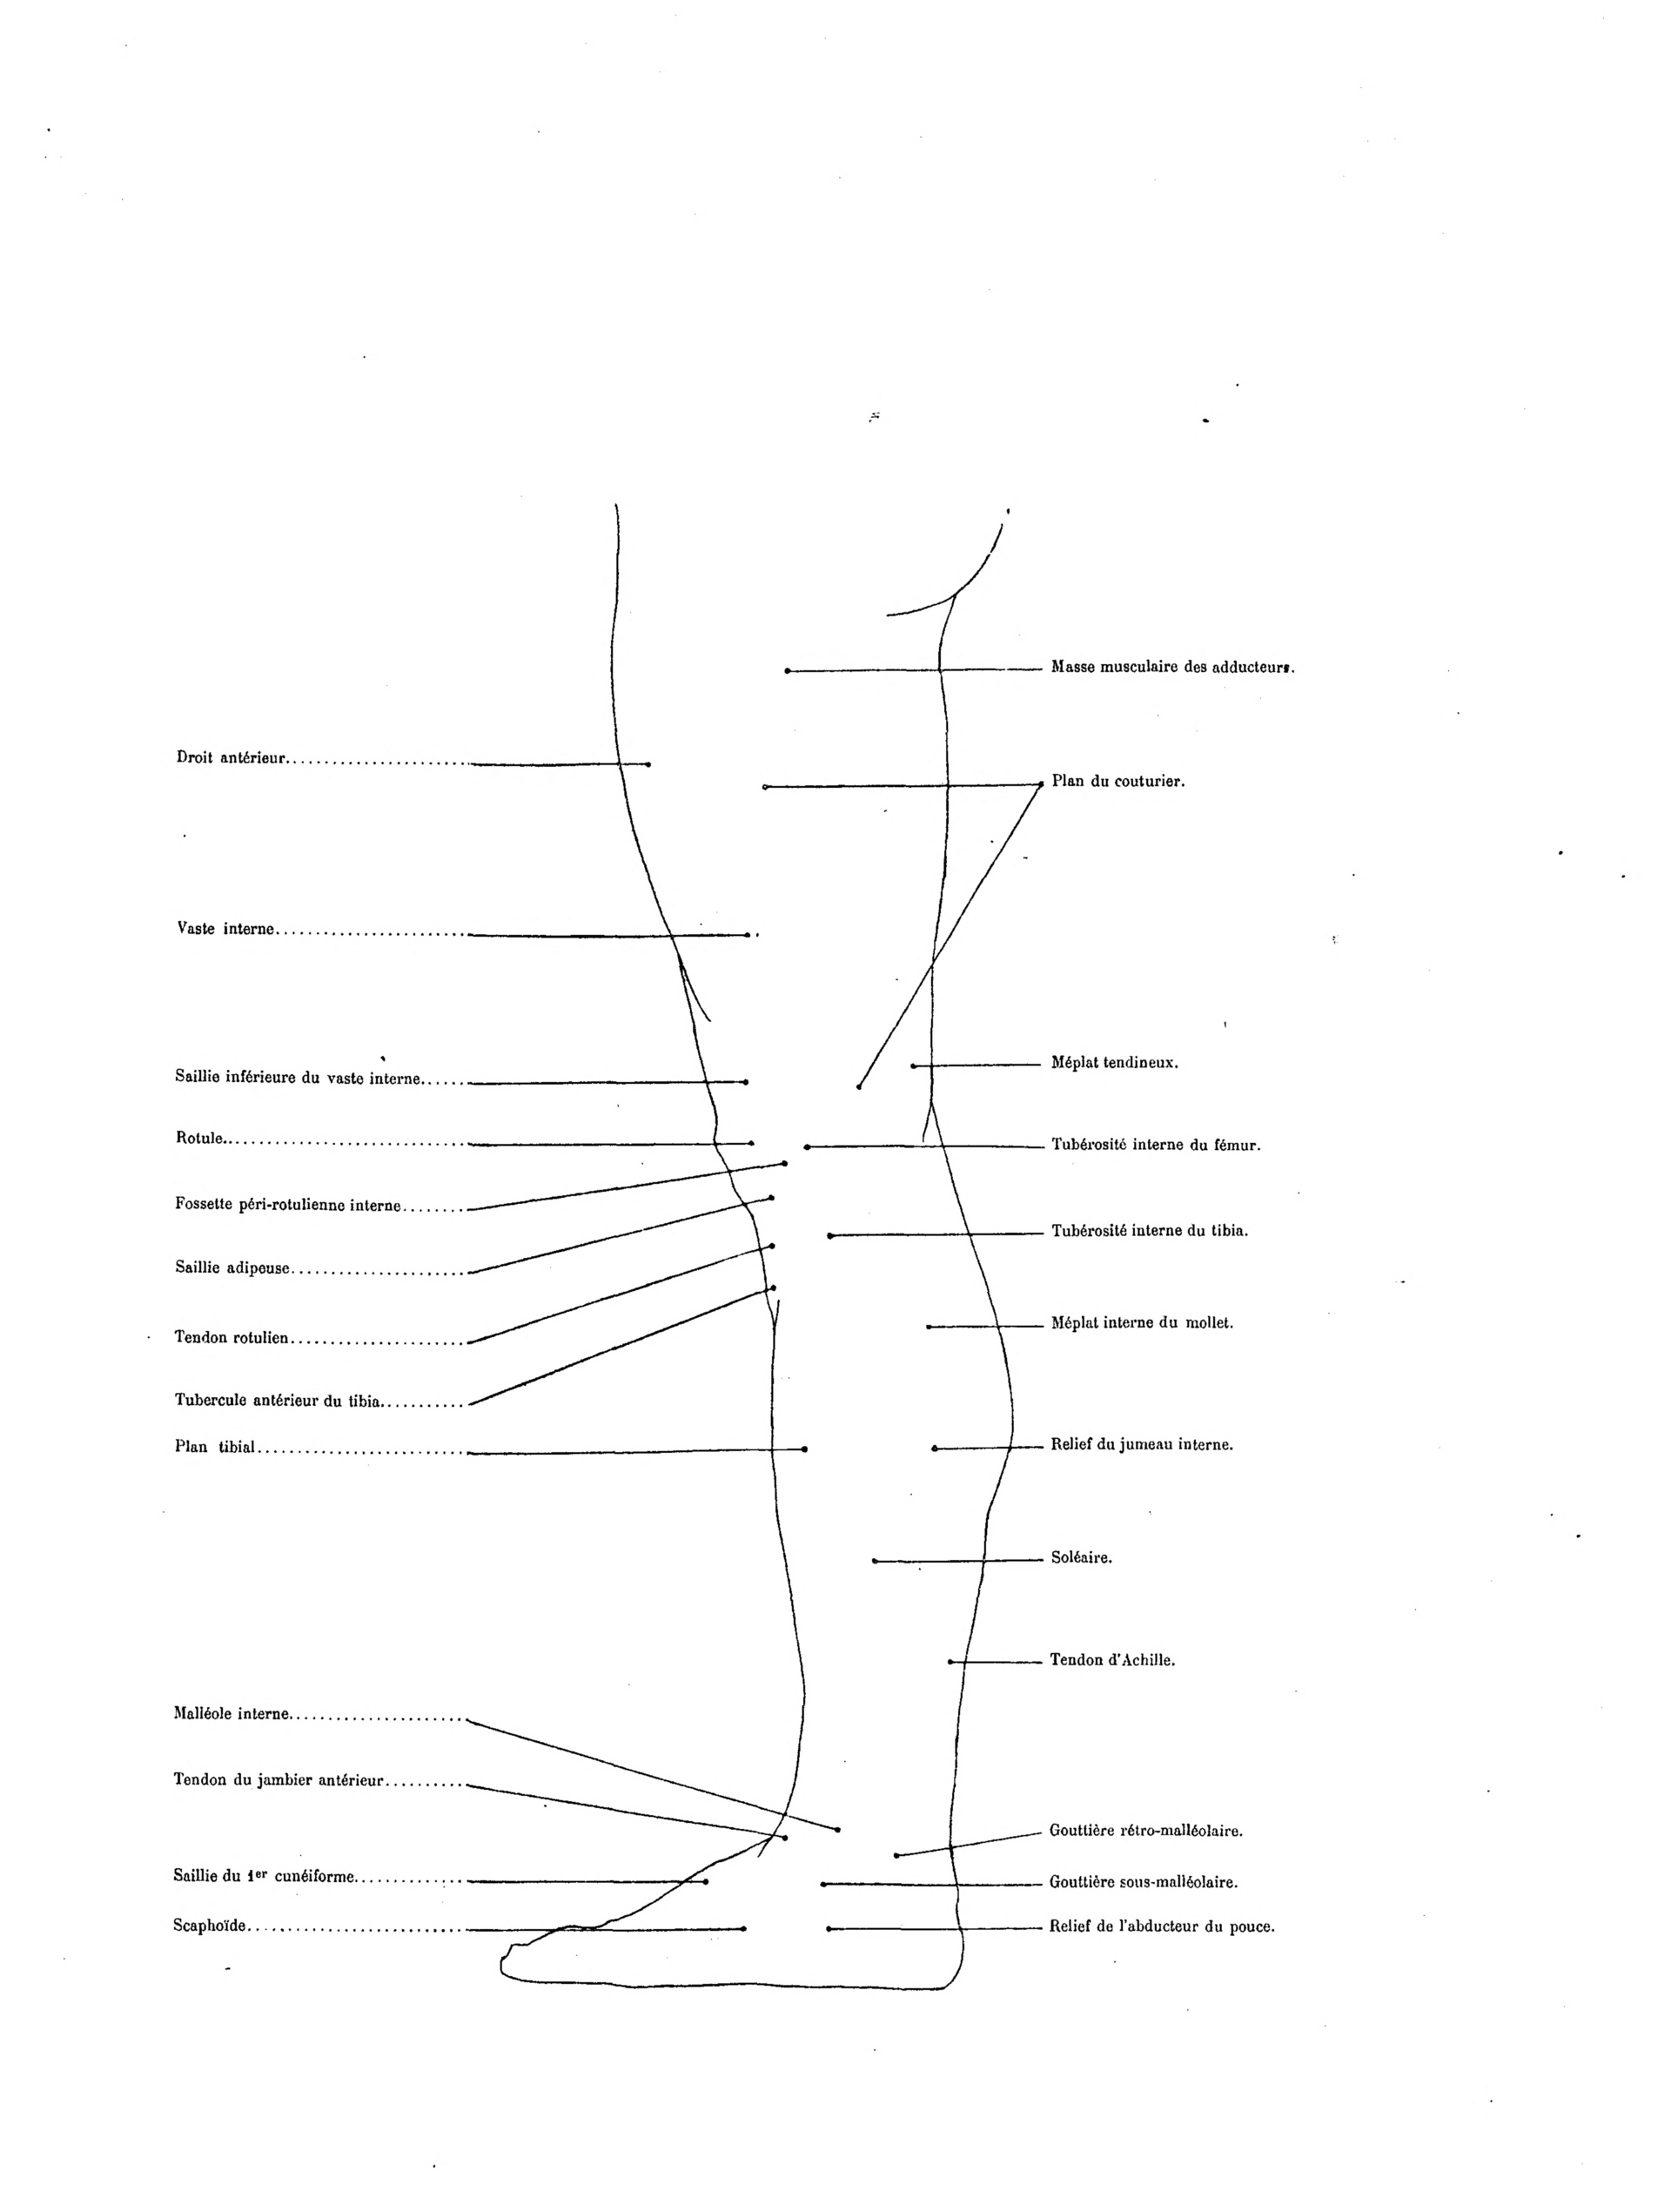 Masse musculaire des adducteurs.
Droit antérieur.......................
Plan du couturier.
Vaste interne........................
Méplat tendineux.
Saillie inférieure du vaste interne......
Rotule..............................
Tubérosité interne du fémur.
Fossette péri-rotulienne interne........
Tubérosité interne du tibia.
Saillie adipeuse......................
Méplat interne du mollet.
Tendon rotulien......................
Tubercule antérieur du tibia...........
Plan tibial..........................
Relief du jumeau interne.
Soléaire.
Tendon d'Achille.
Malléole interne......................
Tendon du jambier antérieur..........
Gouttière rétro-malléolaire.
Saillie du 1er cunéiforme.............
Gouttière sous-malléolaire.
Scaphoïde...........................
Relief de l'abducteur du pouce.